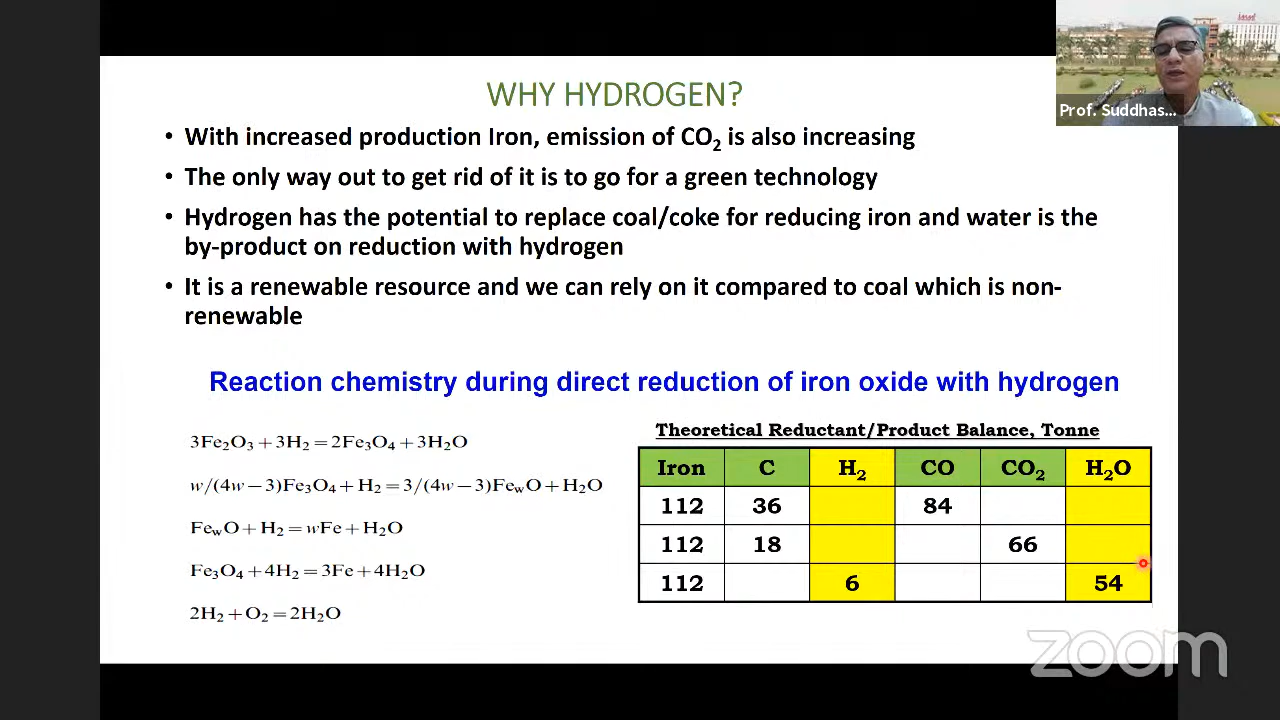 WHY HYDROGEN?
Prof. Suddhas...
• With increased production Iron, emission of CO₂ is also increasing
• The only way out to get rid of it is to go for a green technology
• Hydrogen has the potential to replace coal/coke for reducing iron and water is the
by-product on reduction with hydrogen
• It is a renewable resource and we can rely on it compared to coal which is non-
renewable
Reaction chemistry during direct reduction of iron oxide with hydrogen
3Fe₂O₃ + 3H₂ = 2Fe₃O₄ + 3H₂O
w/(4w − 3)Fe₃O₄ + H₂ = 3/(4w − 3)FewO + H₂O
FewO + H₂ = wFe + H₂O
Fe₃O₄ + 4H₂ = 3Fe + 4H₂O
2H₂ + O₂ = 2H₂O
Theoretical Reductant/Product Balance, Tonne
Iron C H₂ CO CO₂ H₂O
112 36 84
112 18 66
112 6 54
zoom